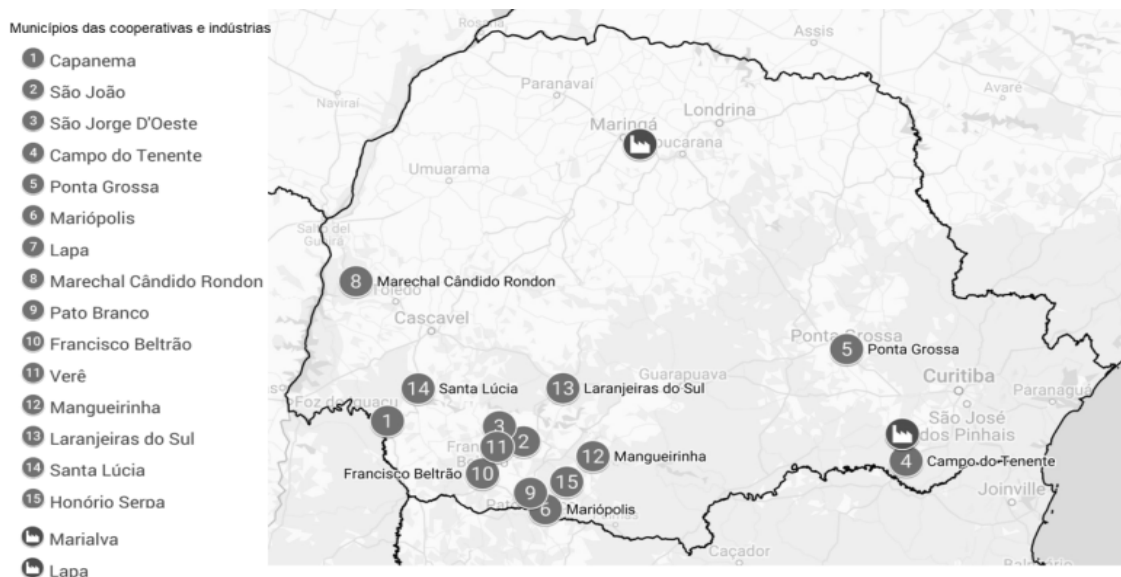 Municípios das cooperativas e indústrias
1 Capanema
2 São João
3 São Jorge D'Oeste
4 Campo do Tenente
5 Ponta Grossa
6 Mariópolis
7 Lapa
8 Marechal Cândido Rondon
9 Pato Branco
10 Francisco Beltrão
11 Verê
12 Mangueirinha
13 Laranjeiras do Sul
14 Santa Lúcia
15 Honório Serpa
Marialva
Lapa
Assis
Paranavaí
Avaré
Naviraí
Londrina
Maringá
Umuarama
Salto del
8 Marechal Cândido Rondon
Cascavel
Ponta Grossa
5 Ponta Grossa
Guarapuava
Curitiba
14 Santa Lúcia
13 Laranjeiras do Sul
Paranaguá
1
São José
dos Pinhais
3
2
11
12 Mangueirinha
4 Campo do Tenente
Francisco Beltrão 10
15
Joinville
9
6 Mariópolis
Caçador